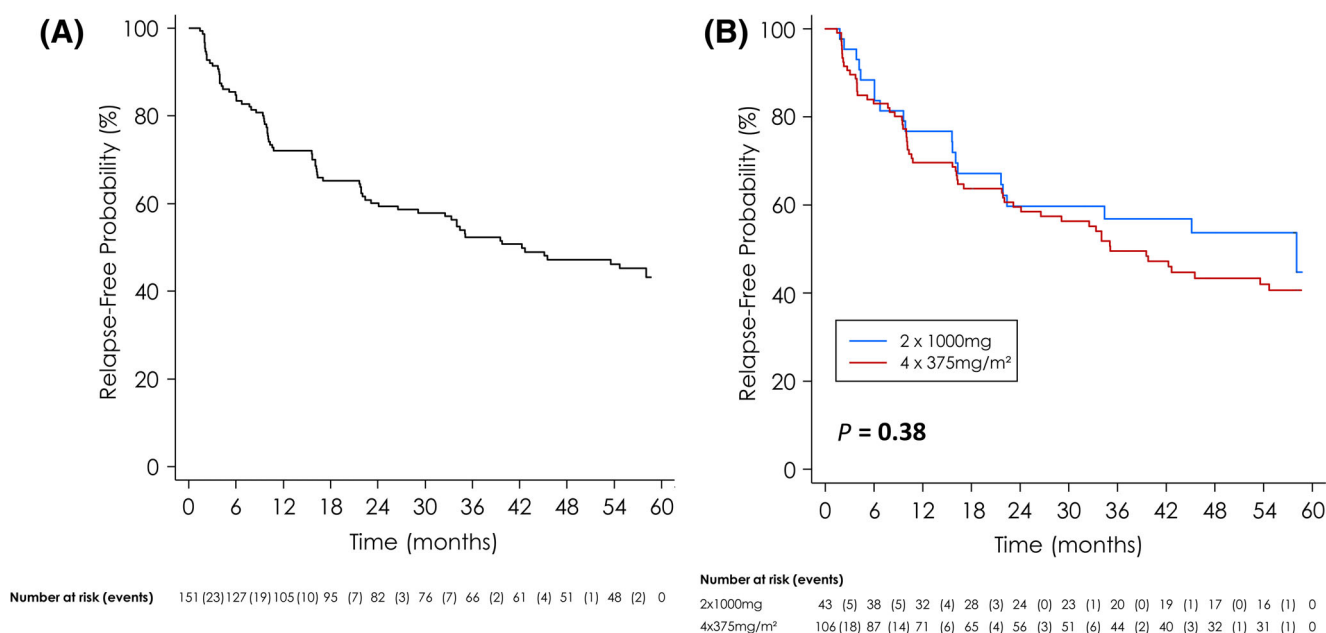 (A)
100
80
60
40
20
0
Relapse-Free Probability (%)
0 6 12 18 24 30 36 42 48 54 60
Time (months)
Number at risk (events) 151 (23) 127 (19) 105 (10) 95 (7) 82 (3) 76 (7) 66 (2) 61 (4) 51 (1) 48 (2) 0
(B)
100
80
60
40
20
0
Relapse-Free Probability (%)
2 x 1000mg
4 x 375mg/m²
P = 0.38
0 6 12 18 24 30 36 42 48 54 60
Time (months)
Number at risk (events)
2x1000mg 43 (5) 38 (5) 32 (4) 28 (3) 24 (0) 23 (1) 20 (0) 19 (1) 17 (0) 16 (1) 0
4x375mg/m² 106 (18) 87 (14) 71 (6) 65 (4) 56 (3) 51 (6) 44 (2) 40 (3) 32 (1) 31 (1) 0